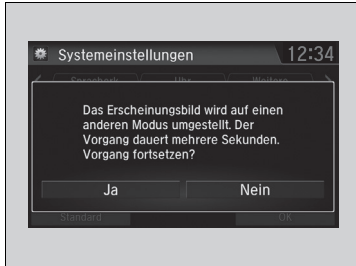 Systemeinstellungen 12:34
Spracherk. Uhr Weitere
Das Erscheinungsbild wird auf einen
anderen Modus umgestellt. Der
Vorgang dauert mehrere Sekunden.
Vorgang fortsetzen?
Ja Nein
Standard OK